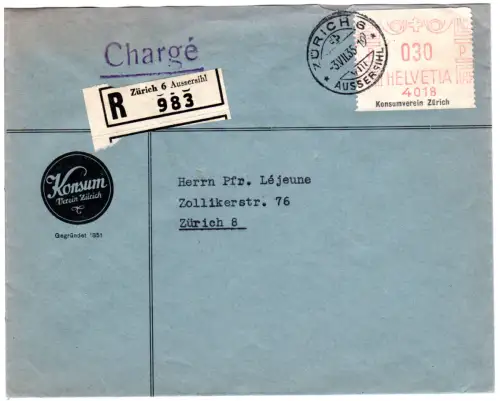 Chargé
Zürich 6 Aussersihl
R 983
ZÜRICH 6
AUSSERSIHL
030
P
HELVETIA
4018
Konsumverein Zürich
Konsum
Verein Zürich
Gegründet 1851
Herrn Pfr. Léjeune
Zollikerstr. 76
Zürich 8